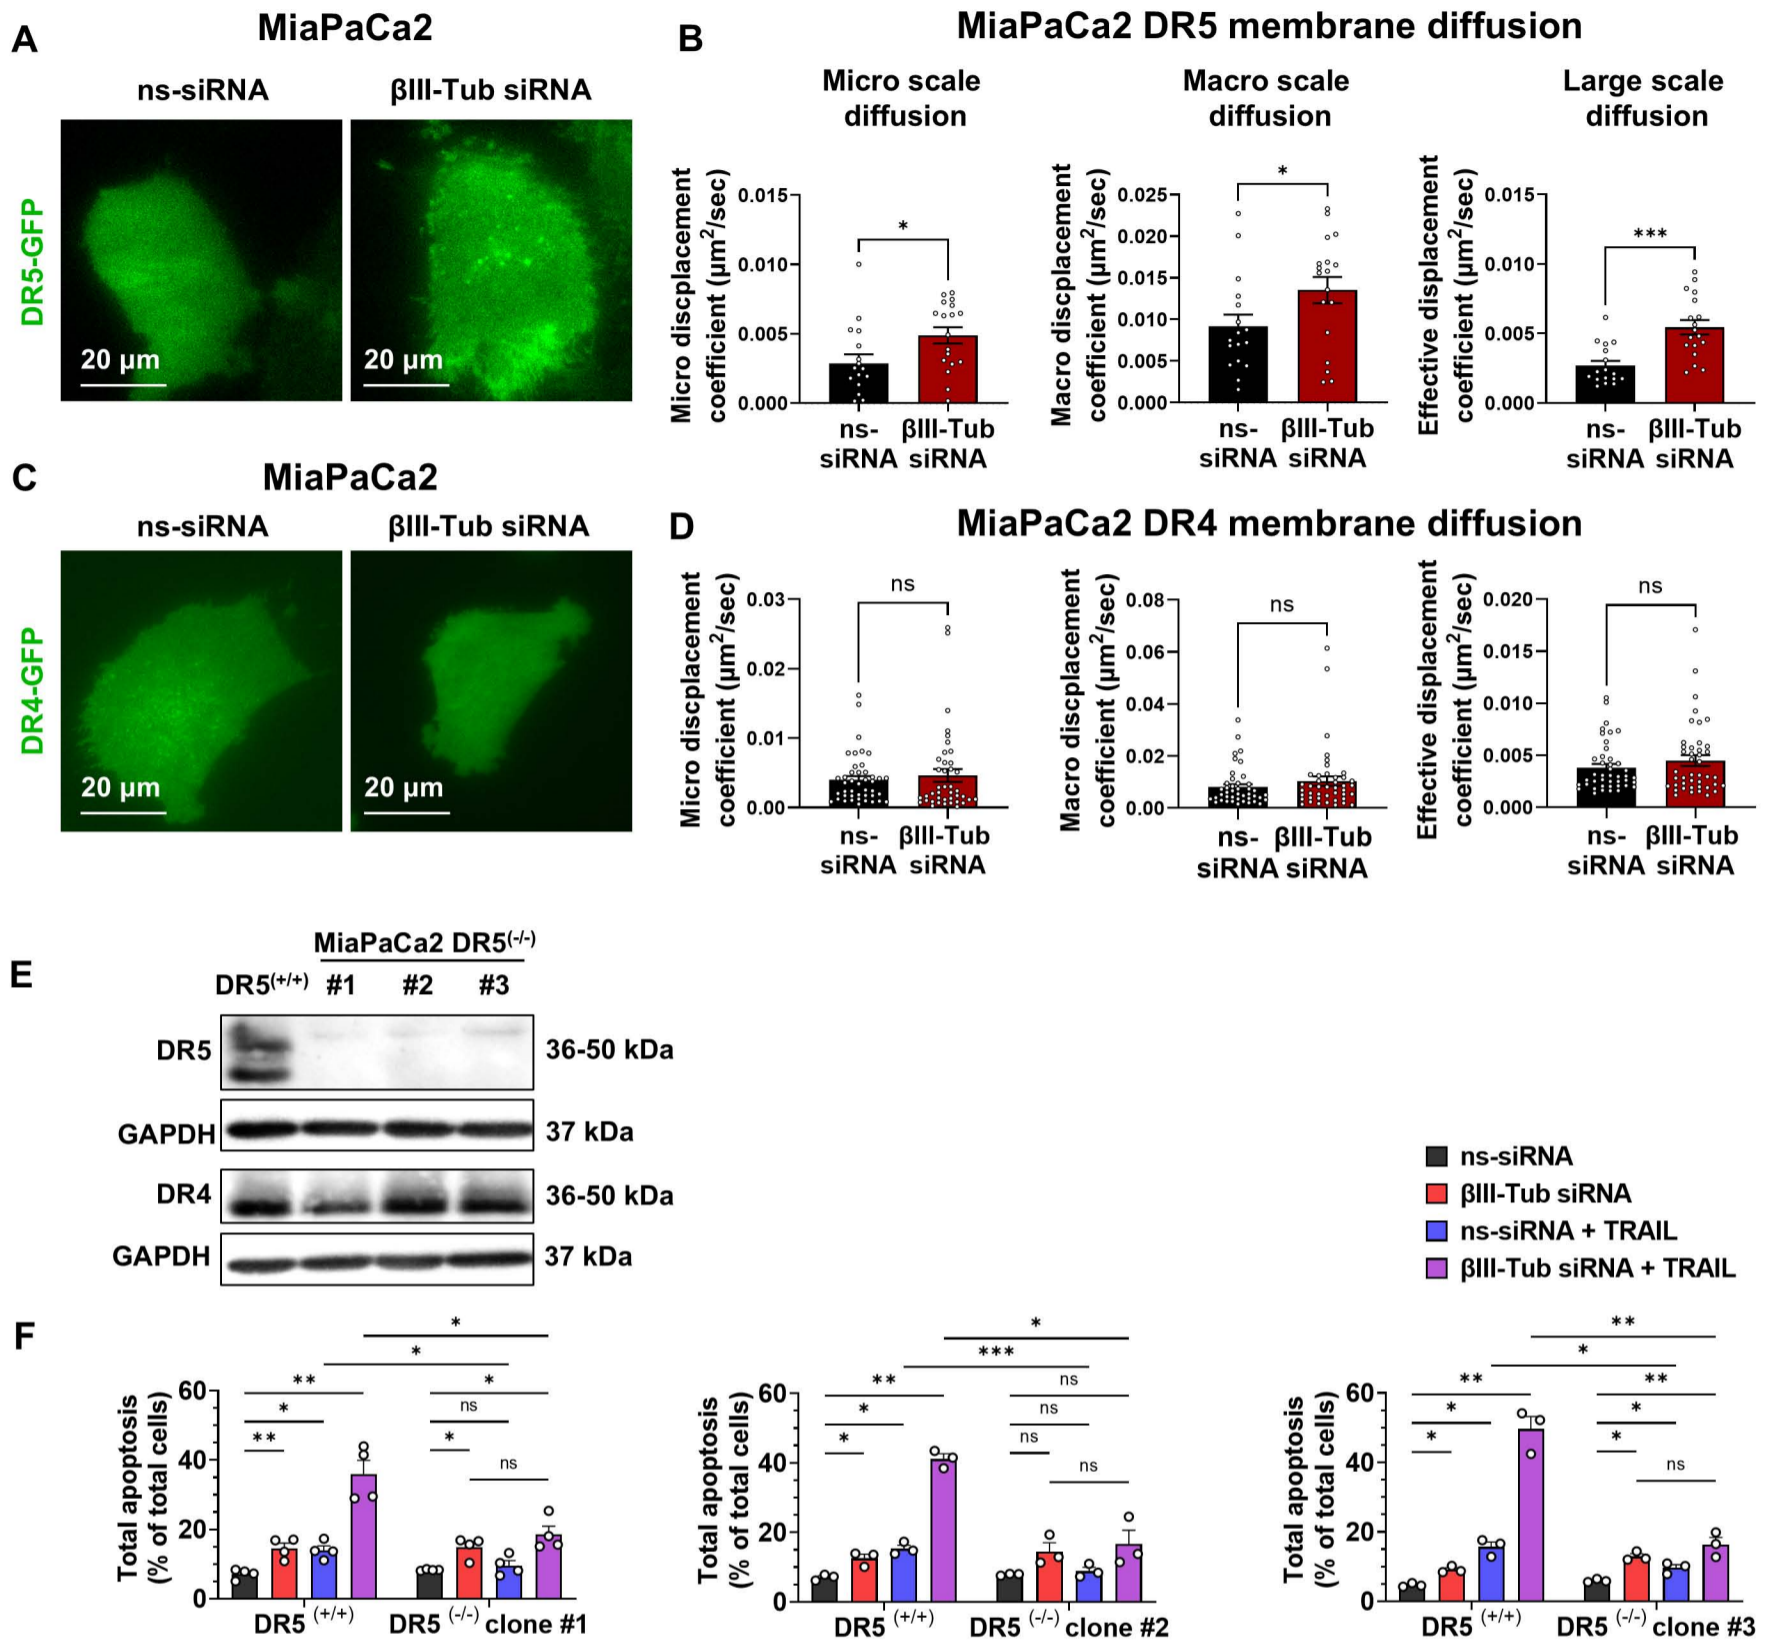 A
MiaPaCa2
ns-siRNA
βIII-Tub siRNA
DR5-GFP
20 μm
20 μm
B
MiaPaCa2 DR5 membrane diffusion
Micro scale
diffusion
Micro discplacement
coefficient (μm²/sec)
0.015
0.010
0.005
0.000
*
ns-
siRNA
βIII-Tub
siRNA
Macro scale
diffusion
Macro discplacement
coefficient (μm²/sec)
0.025
0.020
0.015
0.010
0.005
0.000
*
ns-
siRNA
βIII-Tub
siRNA
Large scale
diffusion
Effective displacement
coefficient (μm²/sec)
0.015
0.010
0.005
0.000
***
ns-
siRNA
βIII-Tub
siRNA
C
MiaPaCa2
ns-siRNA
βIII-Tub siRNA
DR4-GFP
20 μm
20 μm
D
MiaPaCa2 DR4 membrane diffusion
Micro discplacement
coefficient (μm²/sec)
0.03
0.02
0.01
0.00
ns
ns-
siRNA
βIII-Tub
siRNA
Macro discplacement
coefficient (μm²/sec)
0.08
0.06
0.04
0.02
0.00
ns
ns-
siRNA
βIII-Tub
siRNA
Effective displacement
coefficient (μm²/sec)
0.020
0.015
0.010
0.005
0.000
ns
ns-
siRNA
βIII-Tub
siRNA
E
MiaPaCa2 DR5(-/-)
DR5(+/+) #1 #2 #3
DR5 36-50 kDa
GAPDH 37 kDa
DR4 36-50 kDa
GAPDH 37 kDa
ns-siRNA
βIII-Tub siRNA
ns-siRNA + TRAIL
βIII-Tub siRNA + TRAIL
F
Total apoptosis
(% of total cells)
60
40
20
0
*
*
** *
* ns
** *
ns
DR5 (+/+) DR5 (-/-) clone #1
Total apoptosis
(% of total cells)
60
40
20
0
*
***
** ns
* ns
* ns
ns
DR5 (+/+) DR5 (-/-) clone #2
Total apoptosis
(% of total cells)
60
40
20
0
**
*
** **
* *
* *
ns
DR5 (+/+) DR5 (-/-) clone #3